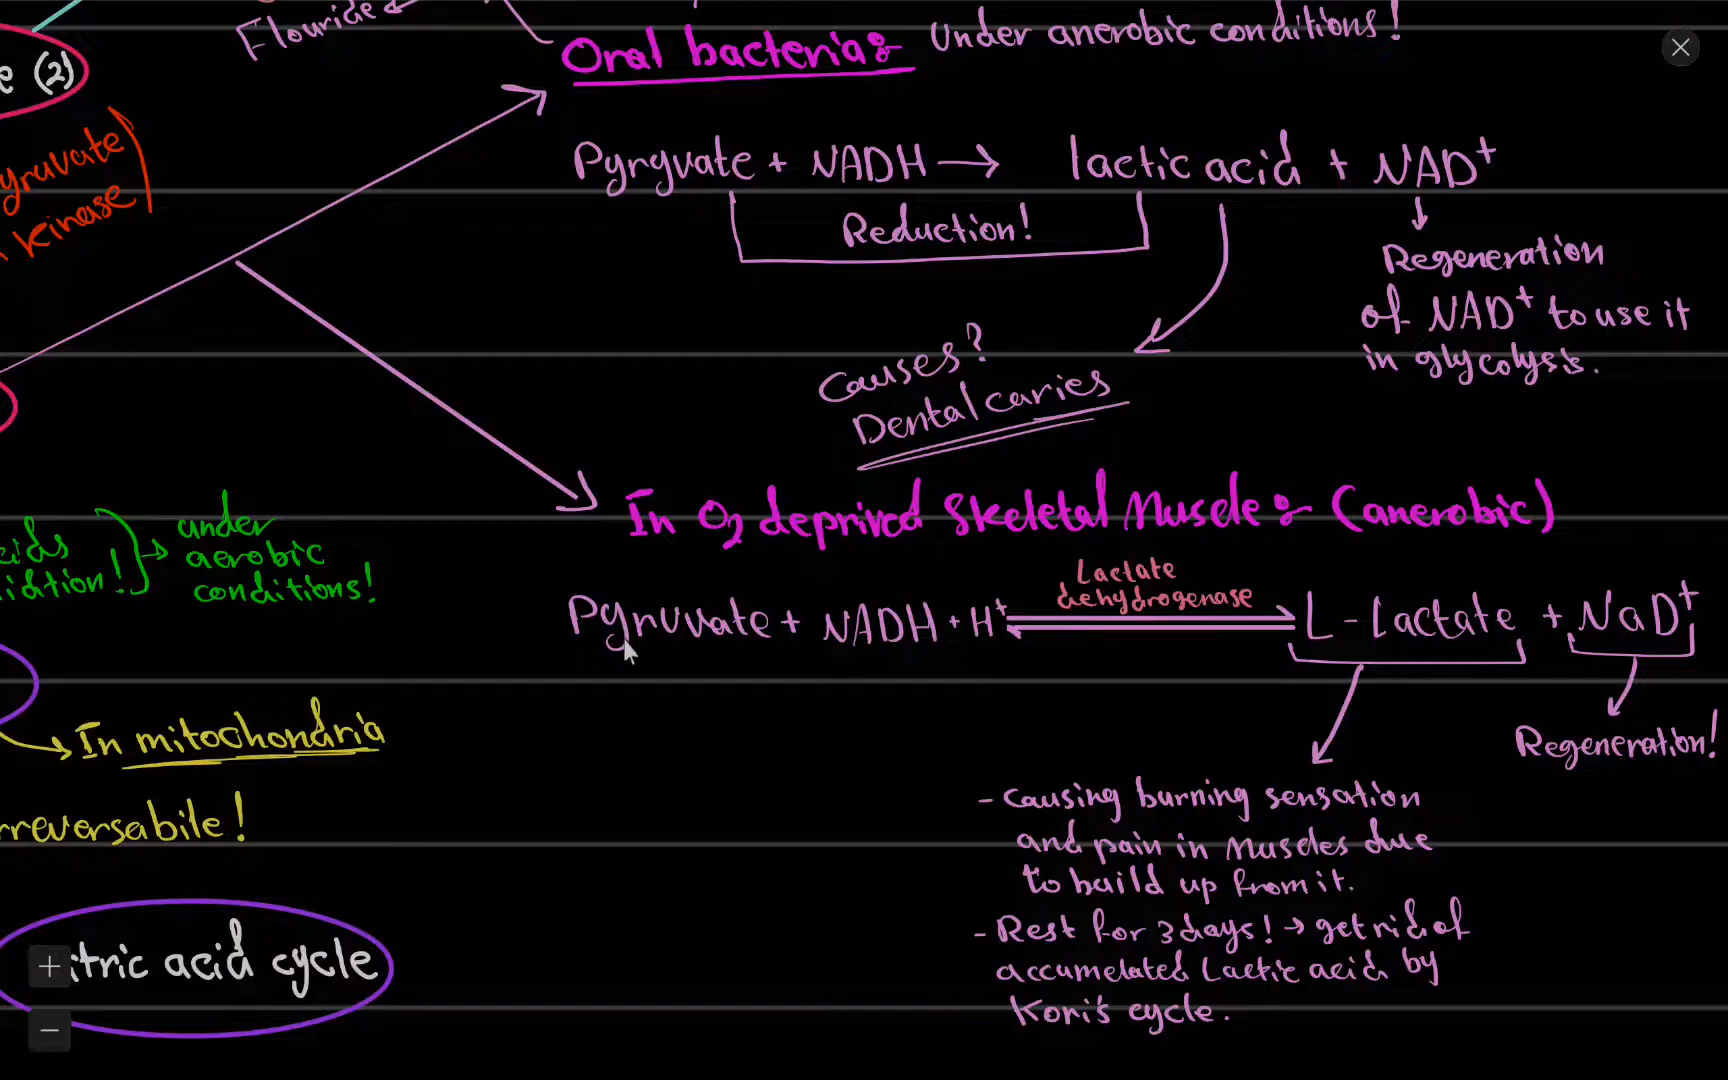 Flouride
Oral bacteria:- Under anerobic conditions!
e (2)
Pyryvate + NADH → lactic acid + NAD+
Reduction!
Kinase
Regeneration
of NAD+ to use it
in glycolysis.
Causes?
Dental caries
In O2 deprived Skeletal Muscle:- (anerobic)
under
aerobic
conditions!
Lactate
dehydrogenase
Pyruvate + NADH + H+ ⇌ L-Lactate + NaD+
In mitochondria
Regeneration!
rreversabile!
- Causing burning sensation
and pain in Muscles due
to build up from it.
- Rest for 3 days! → get rid of
accumelated Lactic acid by
Kori's cycle.
itric acid cycle